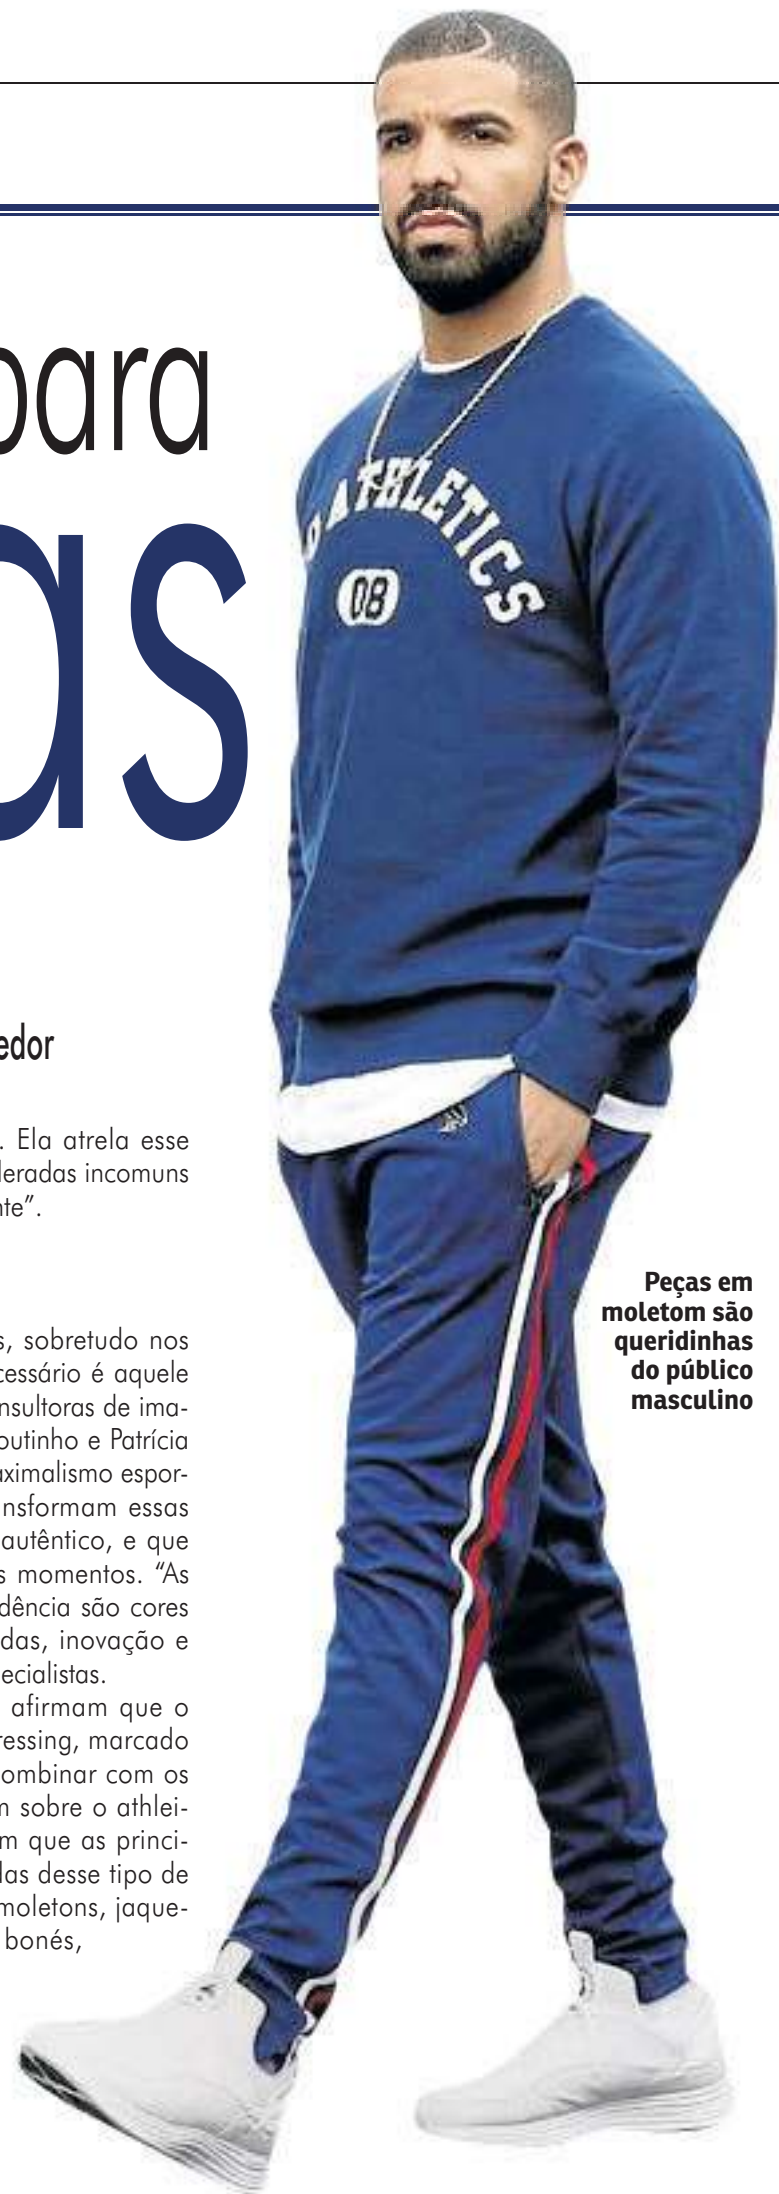 para
as
edor
. Ela atrela esse
deradas incomuns
nte”.
s, sobretudo nos
cessário é aquele
nsultoras de ima-
outinho e Patrícia
aximalismo espor-
nsformam essas
autêntico, e que
s momentos. “As
dência são cores
das, inovação e
ecialistas.
afirmam que o
ressing, marcado
ombinar com os
m sobre o athlei-
m que as princi-
las desse tipo de
moletons, jaque-
bonés,
ATHLETICS
08
Peças em
moletom são
queridinhas
do público
masculino